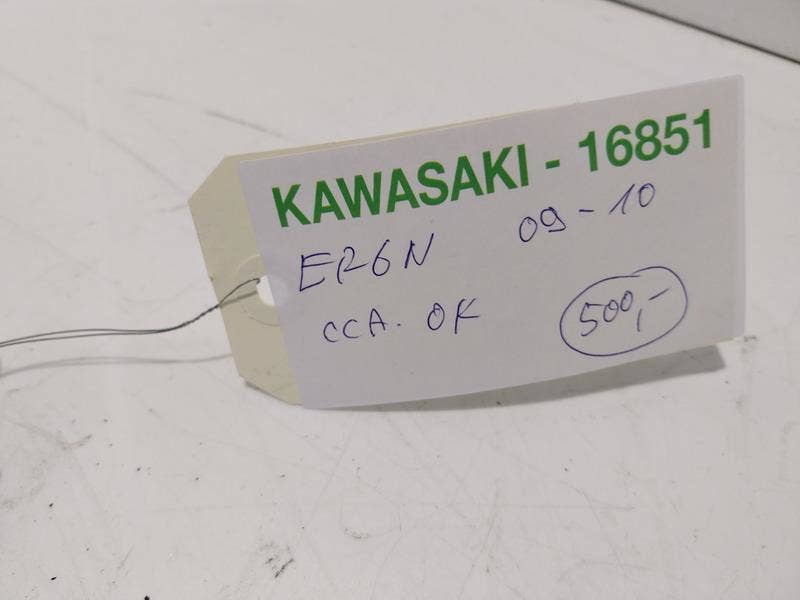 KAWASAKI - 16851
ER6N 09-10
CCA. OK 500,-